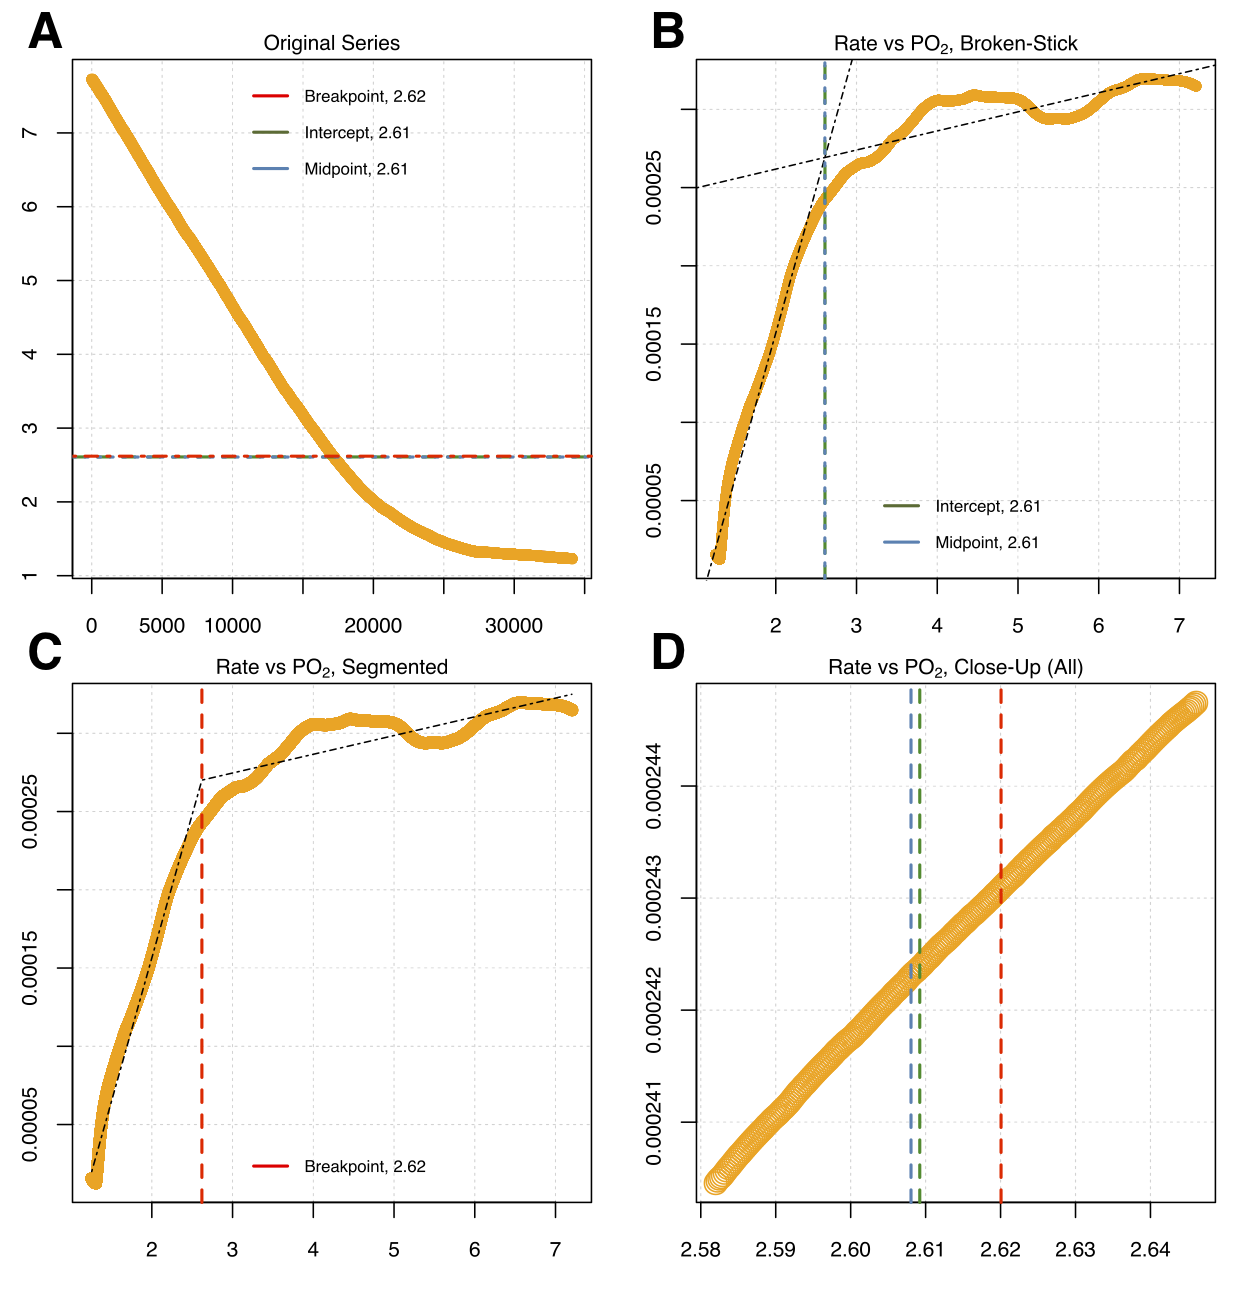 A
Original Series
Breakpoint, 2.62
Intercept, 2.61
Midpoint, 2.61
7
6
5
4
3
2
1
0 5000 10000 20000 30000
B
Rate vs PO2, Broken-Stick
0.00025
0.00015
0.00005
Intercept, 2.61
Midpoint, 2.61
2 3 4 5 6 7
C
Rate vs PO2, Segmented
0.00025
0.00015
0.00005
Breakpoint, 2.62
2 3 4 5 6 7
D
Rate vs PO2, Close-Up (All)
0.000244
0.000243
0.000242
0.000241
2.58 2.59 2.60 2.61 2.62 2.63 2.64